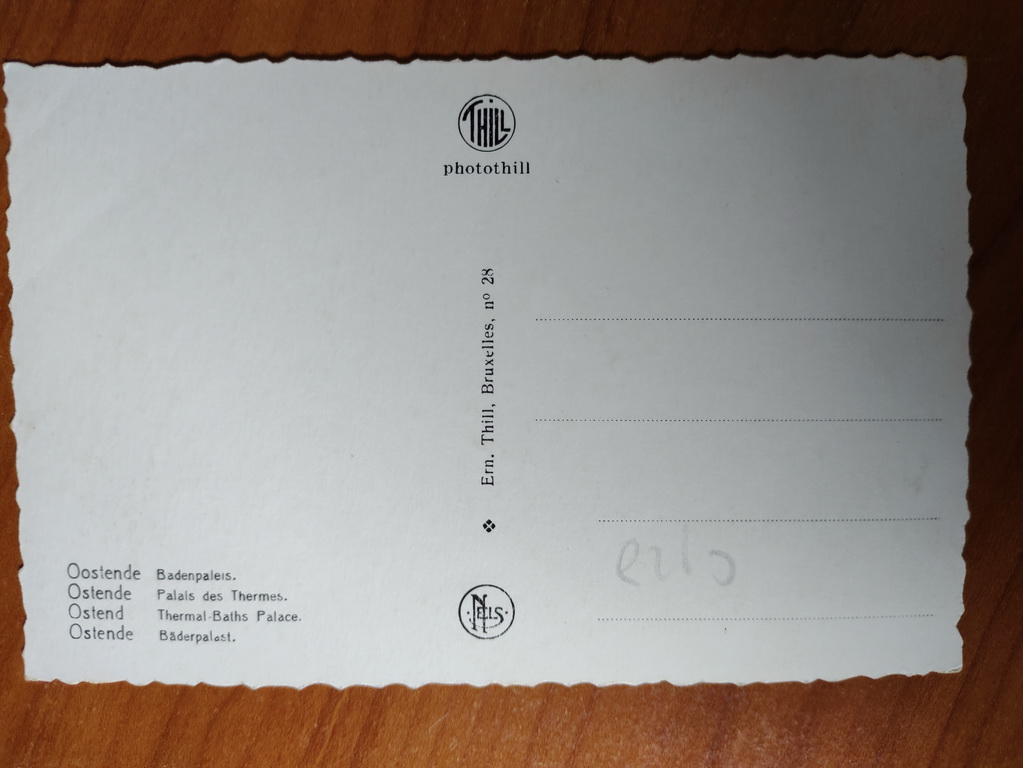 THILL
photothill
Ern. Thill, Bruxelles, nº 28
Oostende Badenpaleis.
Ostende Palais des Thermes.
Ostend Thermal-Baths Palace.
Ostende Bäderpalast.
NELLS